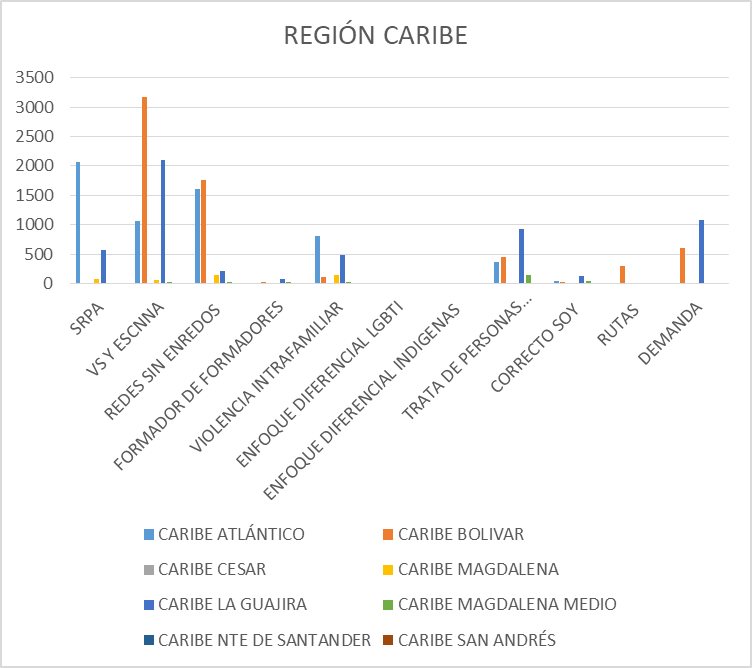 REGIÓN CARIBE
3500
3000
2500
2000
1500
1000
500
0
SRPA
VS Y ESCNNA
REDES SIN ENREDOS
FORMADOR DE FORMADORES
VIOLENCIA INTRAFAMILIAR
ENFOQUE DIFERENCIAL LGBTI
ENFOQUE DIFERENCIAL INDIGENAS
TRATA DE PERSONAS...
CORRECTO SOY
RUTAS
DEMANDA
CARIBE ATLÁNTICO
CARIBE BOLIVAR
CARIBE CESAR
CARIBE MAGDALENA
CARIBE LA GUAJIRA
CARIBE MAGDALENA MEDIO
CARIBE NTE DE SANTANDER
CARIBE SAN ANDRÉS